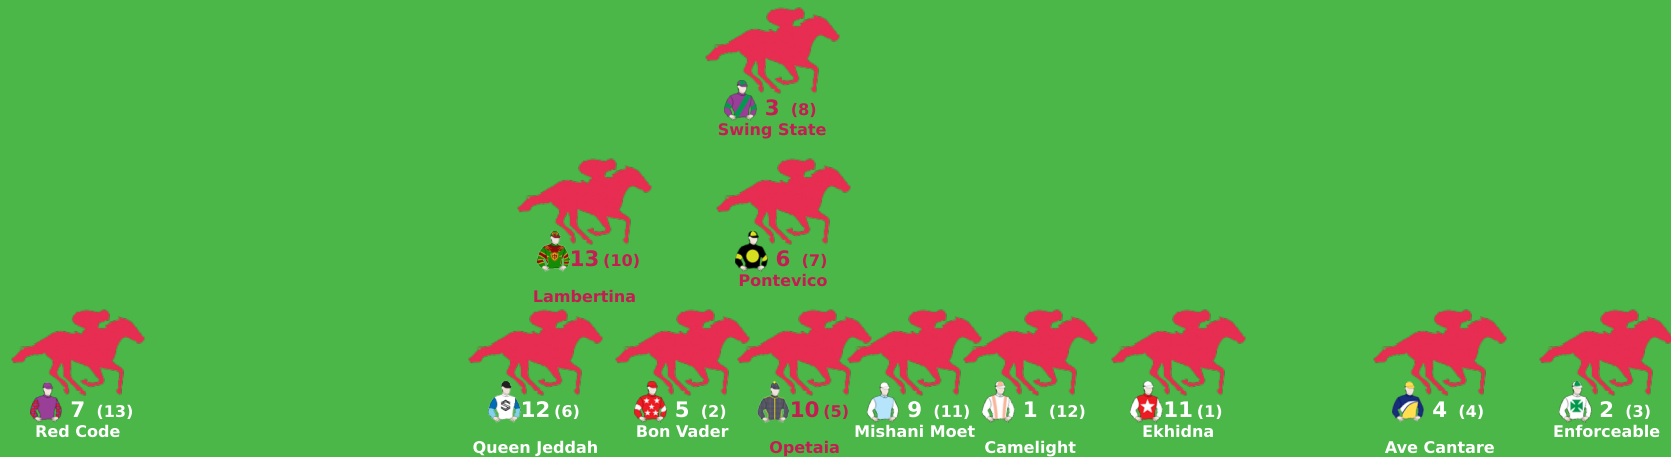 3 (8)
Swing State
13 (10)
Lambertina
6 (7)
Pontevico
7 (13)
Red Code
12 (6)
Queen Jeddah
5 (2)
Bon Vader
10 (5)
Opetaia
9 (11)
Mishani Moet
1 (12)
Camelight
11 (1)
Ekhidna
4 (4)
Ave Cantare
2 (3)
Enforceable